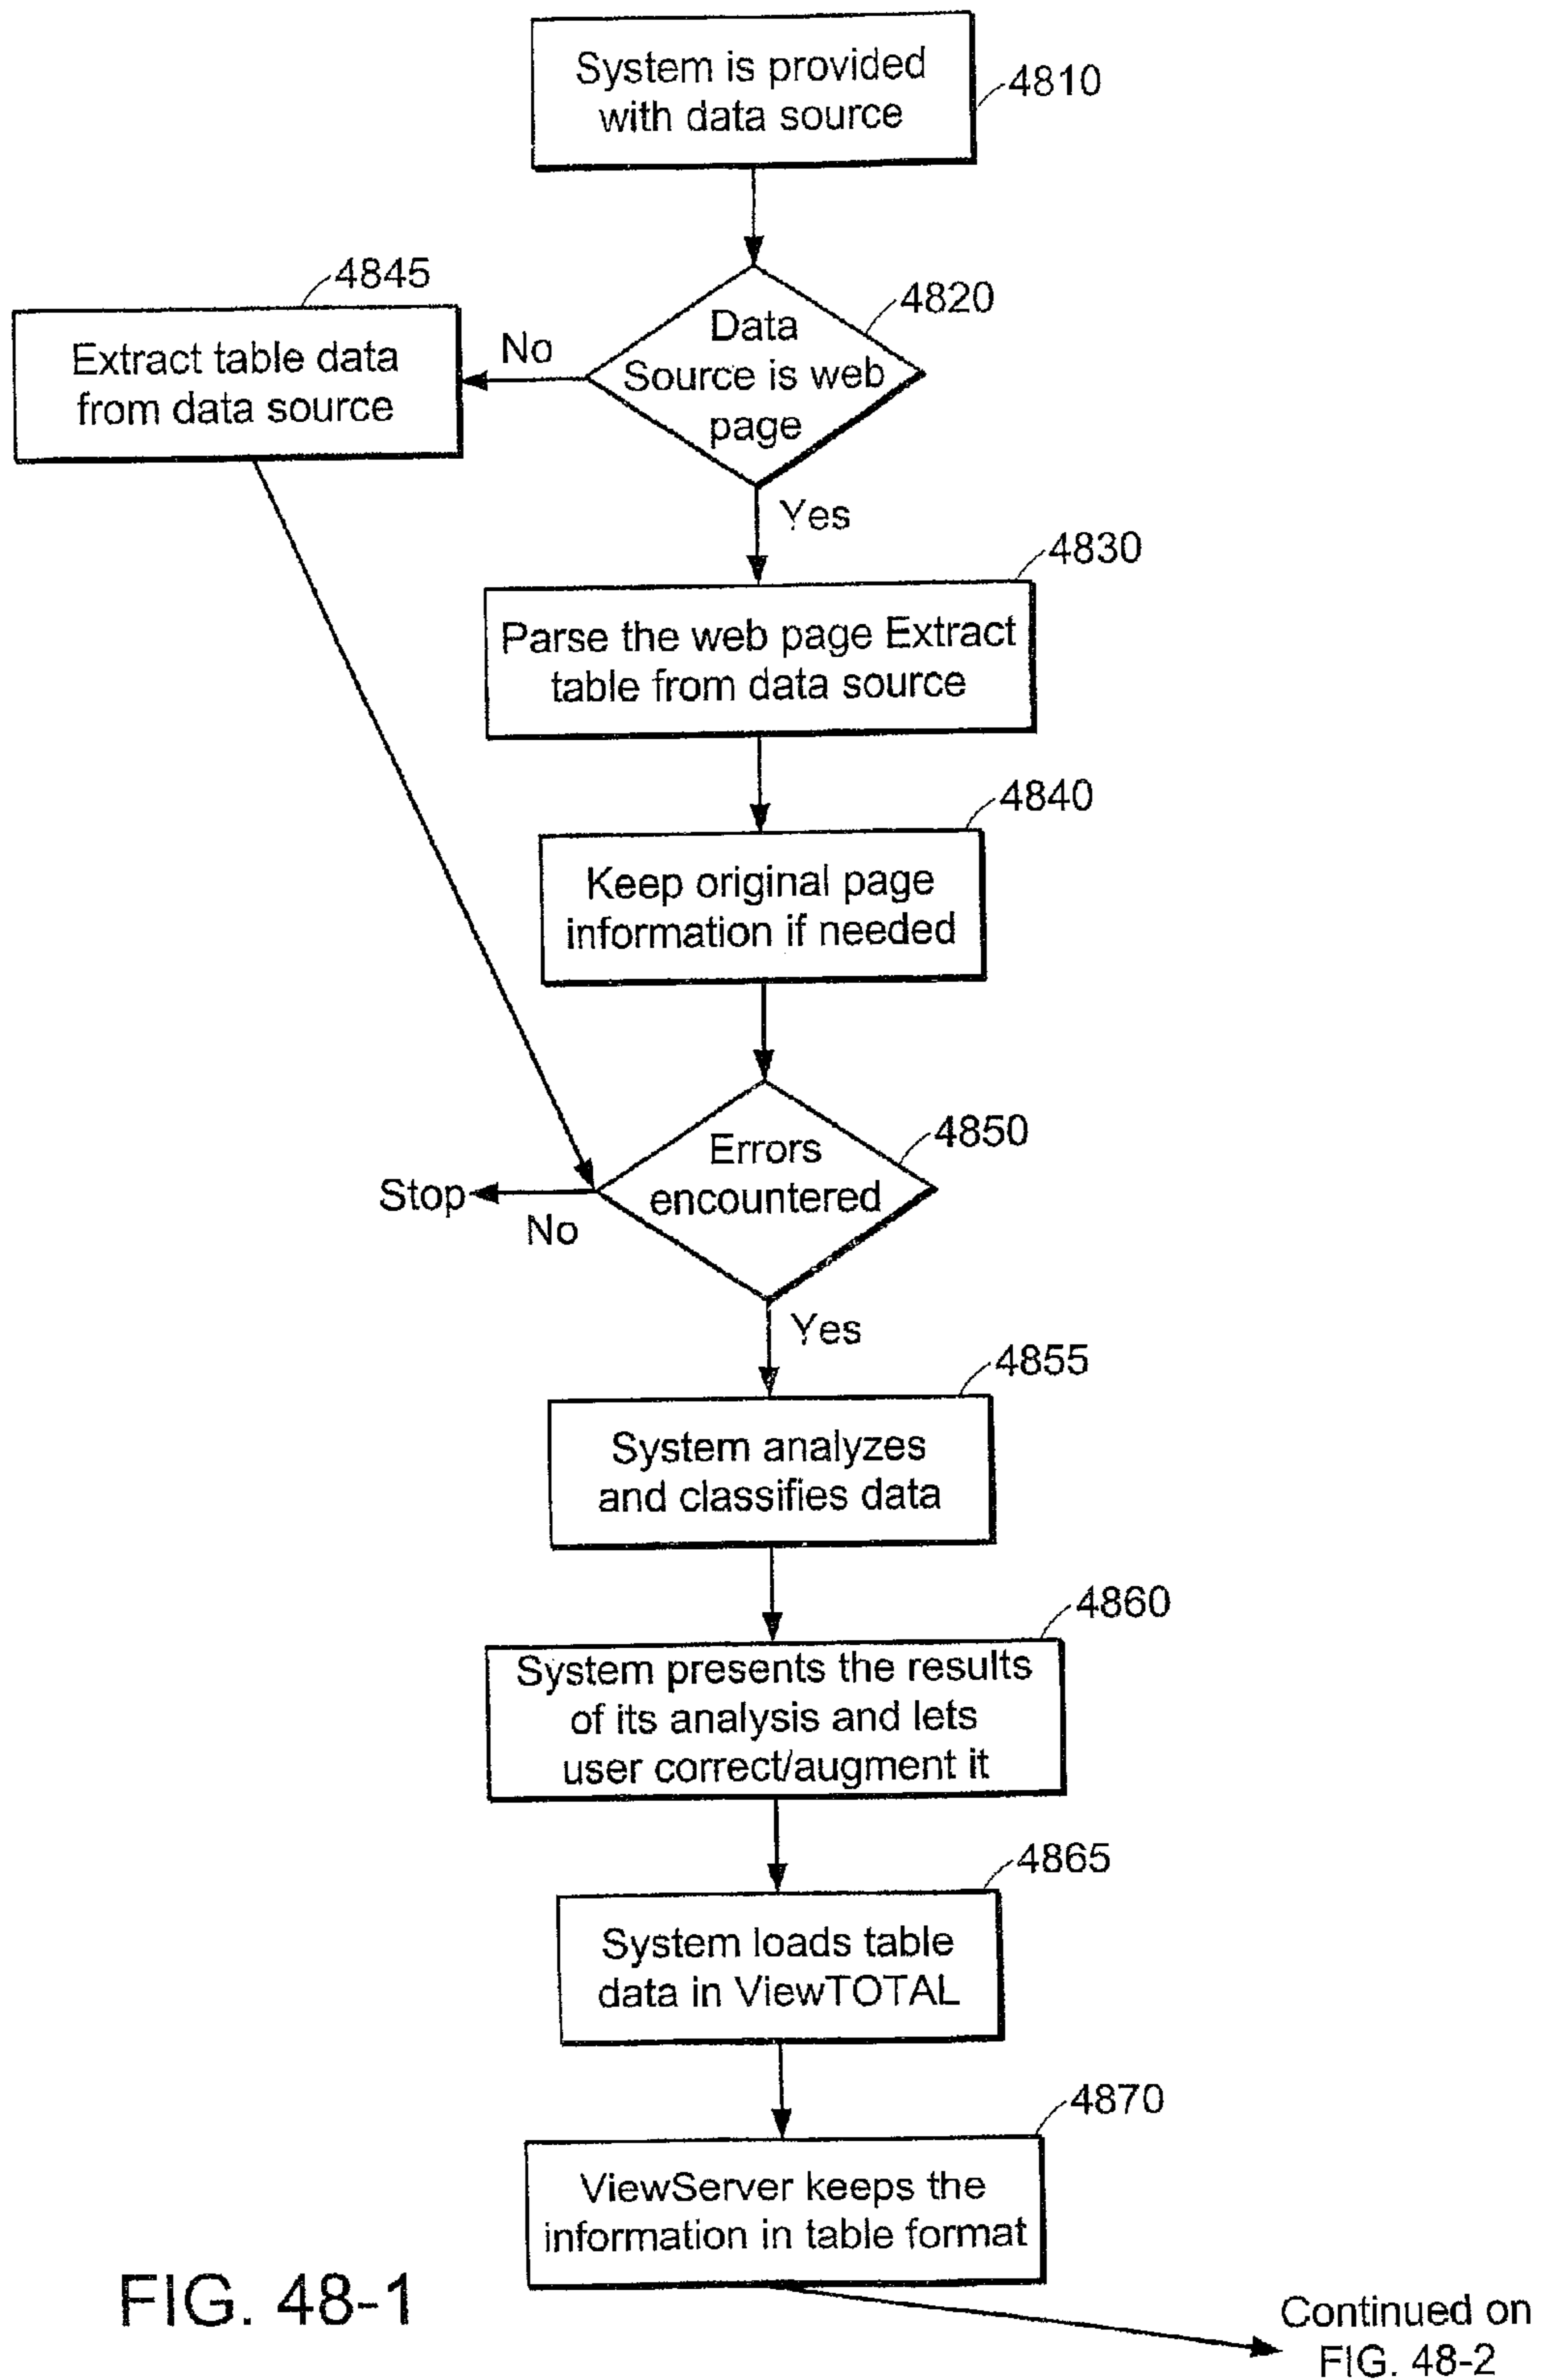 System is provided
with data source
4810
4845
4820
Extract table data
from data source
No
Data
Source is web
page
Yes
4830
Parse the web page Extract
table from data source
4840
Keep original page
information if needed
4850
Errors
encountered
Stop
No
Yes
4855
System analyzes
and classifies data
4860
System presents the results
of its analysis and lets
user correct/augment it
4865
System loads table
data in ViewTOTAL
4870
ViewServer keeps the
information in table format
FIG. 48-1
Continued on
FIG. 48-2